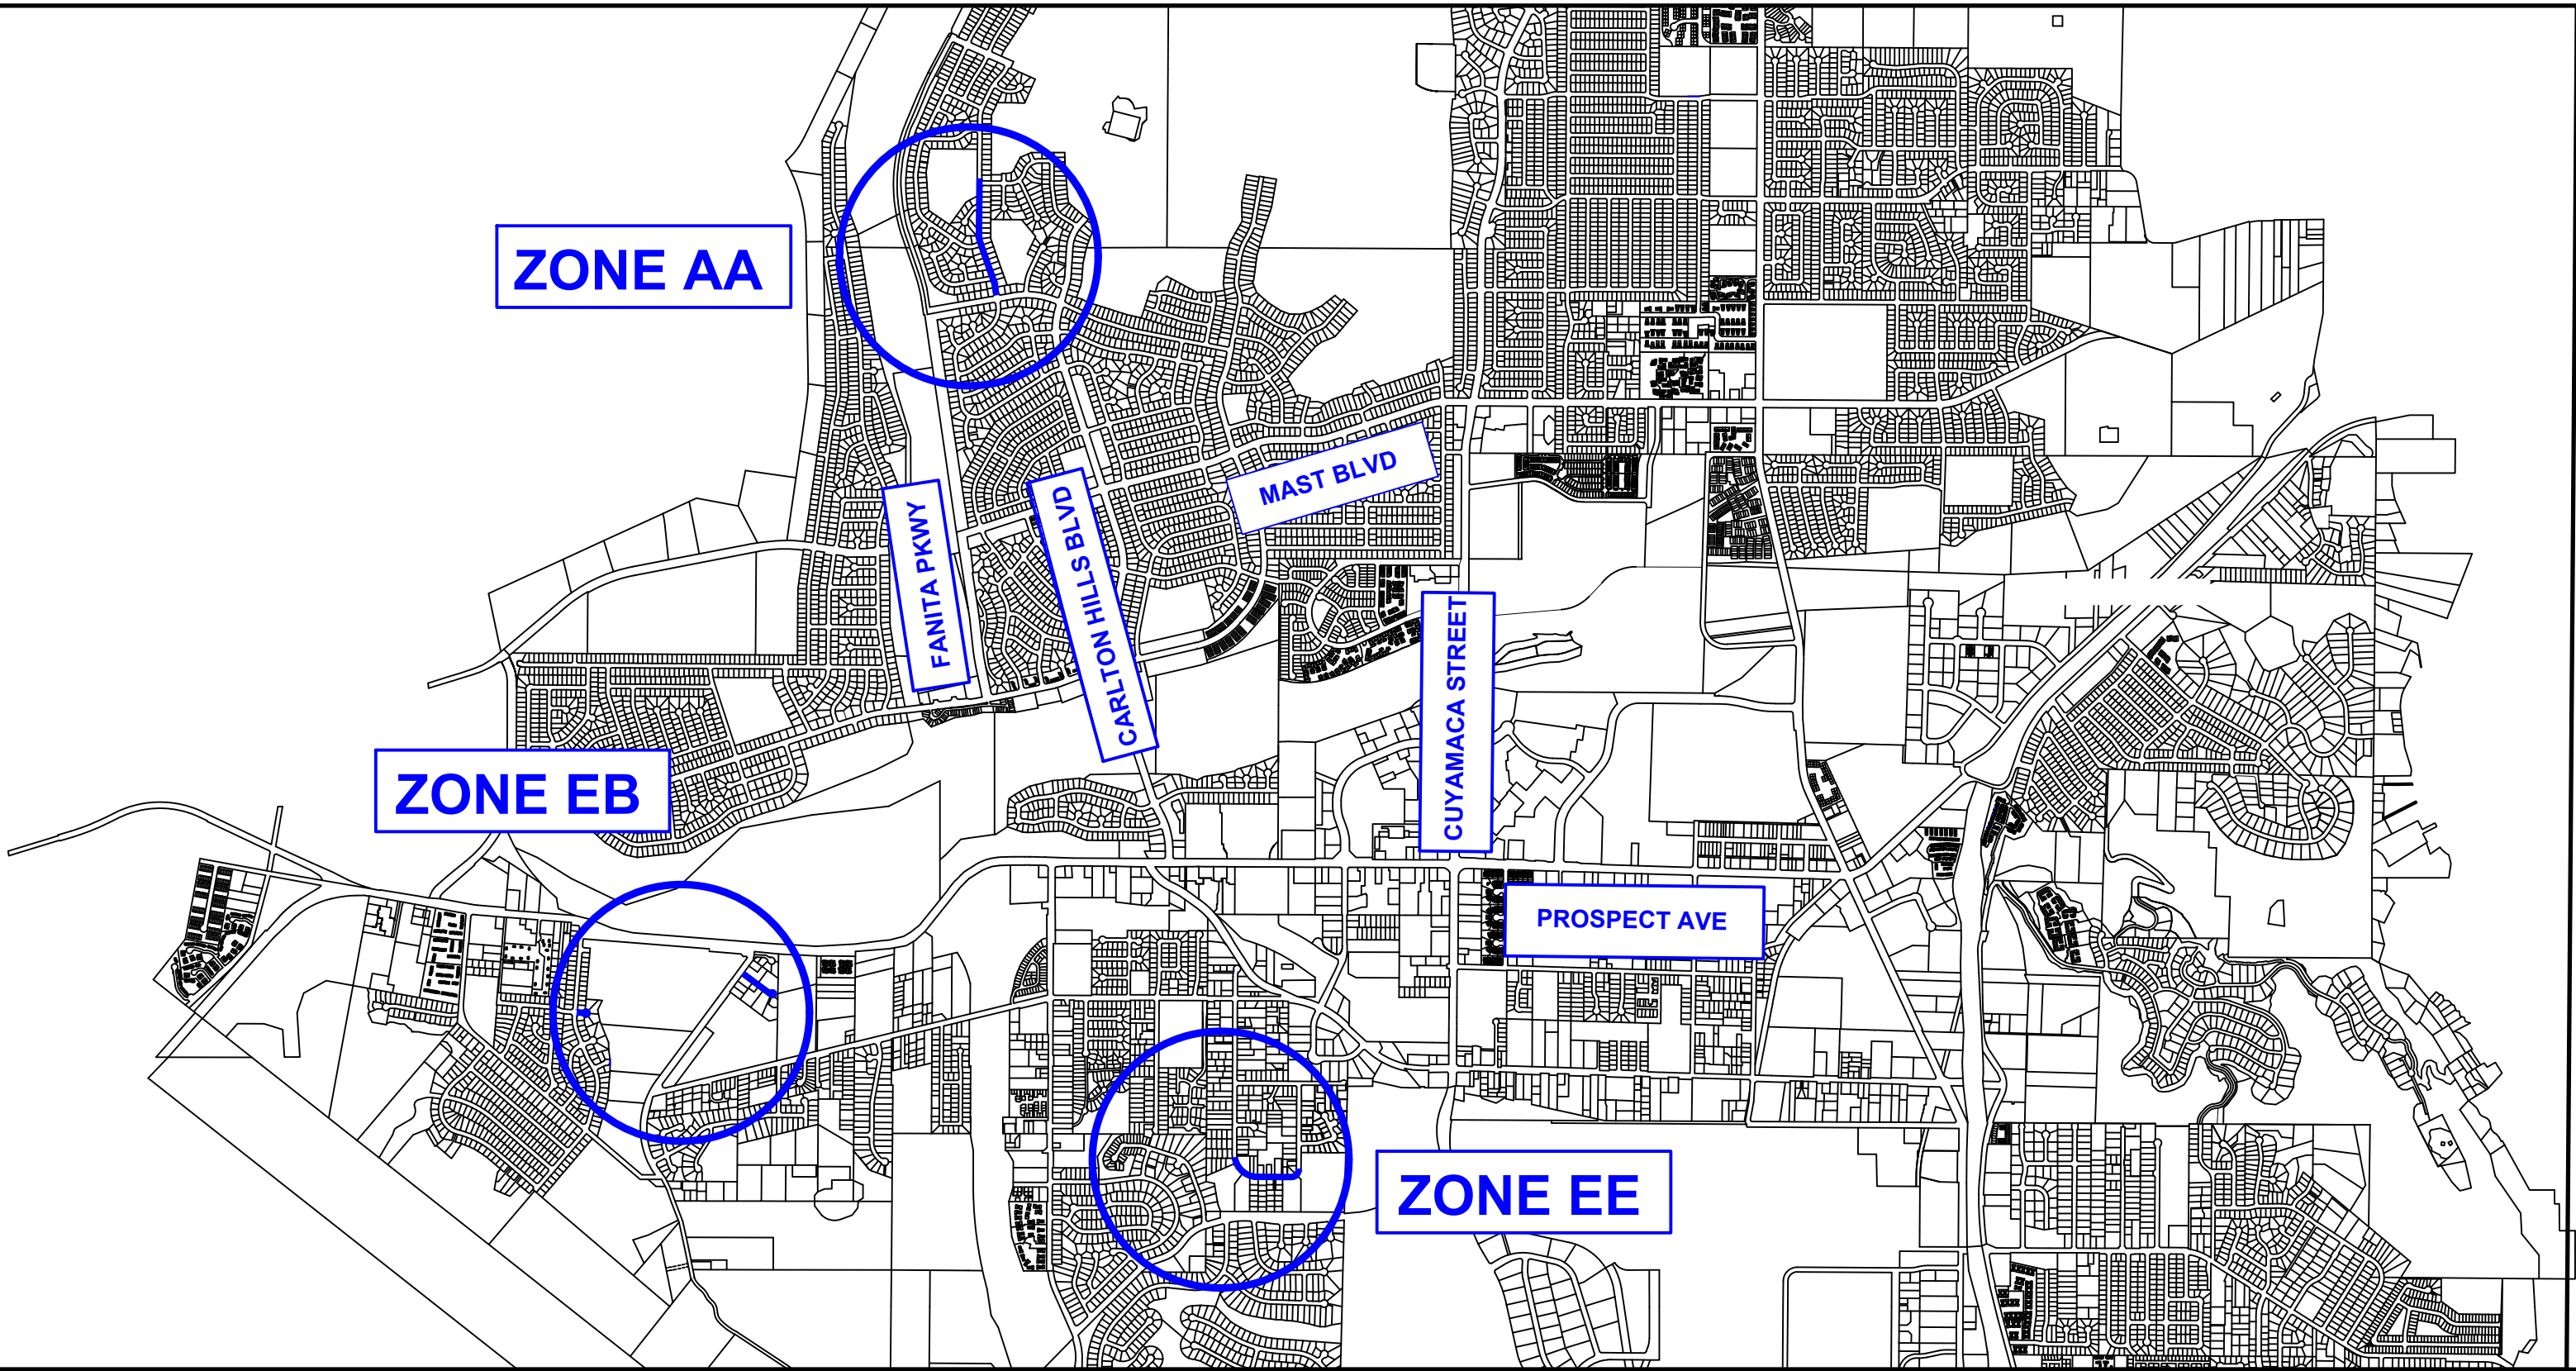 ZONE AA
MAST BLVD
FANITA PKWY
CARLTON HILLS BLVD
CUYAMACA STREET
ZONE EB
PROSPECT AVE
ZONE EE